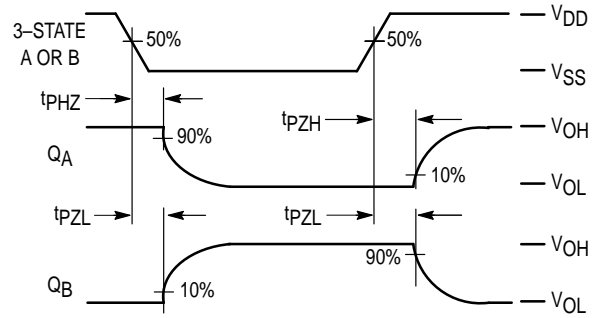 3–STATE
A OR B
50%
50%
VDD
VSS
tPHZ
tPZH
QA
90%
10%
VOH
VOL
tPZL
tPZL
QB
10%
90%
VOH
VOL